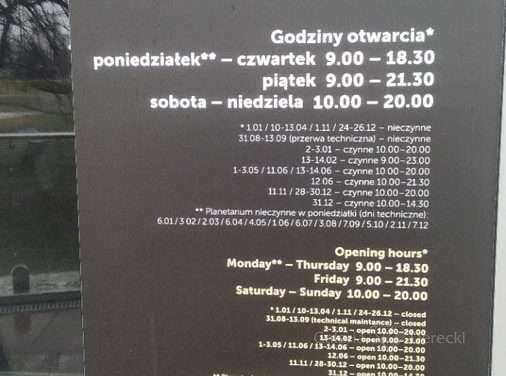 Godziny otwarcia*
poniedziałek** – czwartek 9.00 – 18.30
piątek 9.00 – 21.30
sobota – niedziela 10.00 – 20.00
* 1.01 / 10-13.04 / 1.11 / 24-26.12 – nieczynne
31.08-13.09 (przerwa techniczna) – nieczynne
2-3.01 – czynne 10.00–20.00
13-14.02 – czynne 9.00–23.00
1-3.05 / 11.06 / 13-14.06 – czynne 10.00–20.00
12.06 – czynne 10.00–21.30
11.11 / 28-30.12 – czynne 10.00–20.00
31.12 – czynne 10.00–14.30
** Planetarium nieczynne w poniedziałki (dni techniczne):
6.01 / 3 02 / 2.03 / 6.04 / 4.05 / 1.06 / 6.07 / 3.08 / 7.09 / 5.10 / 2.11 / 7.12
Opening hours*
Monday** – Thursday 9.00 – 18.30
Friday 9.00 – 21.30
Saturday – Sunday 10.00 – 20.00
* 1.01 / 10-13.04 / 1.11 / 24-26.12 – closed
31.08-13.09 (technical maintance) – closed
2-3.01 – open 10.00–20.00
13-14.02 – open 9.00–23.00
1-3.05 / 11.06 / 13-14.06 – open 10.00–20.00
12.06 – open 10.00–21.30
11.11 / 28-30.12 – open 10.00–20.00
31.12 – open 10.00–14.30